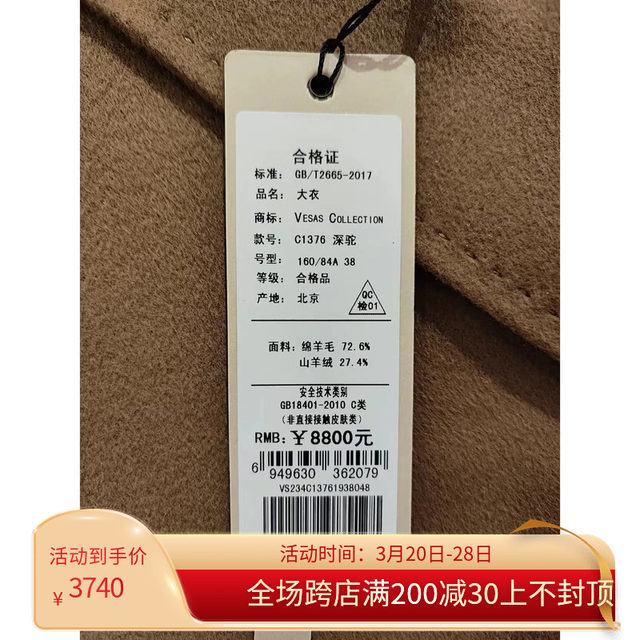 合格证
标准： GB/T2665-2017
品名： 大衣
商标： VESAS COLLECTION
款号： C1376 深驼
号型： 160/84A 38
等级： 合格品
产地： 北京
QC
检01
面料：绵羊毛 72.6%
山羊绒 27.4%
安全技术类别
GB18401-2010 C类
（非直接接触皮肤类）
RMB：￥8800元
6 949630 362079
VS234C13761938048
活动到手价
￥3740
活动时间：3月20日-28日
全场跨店满200减30上不封顶